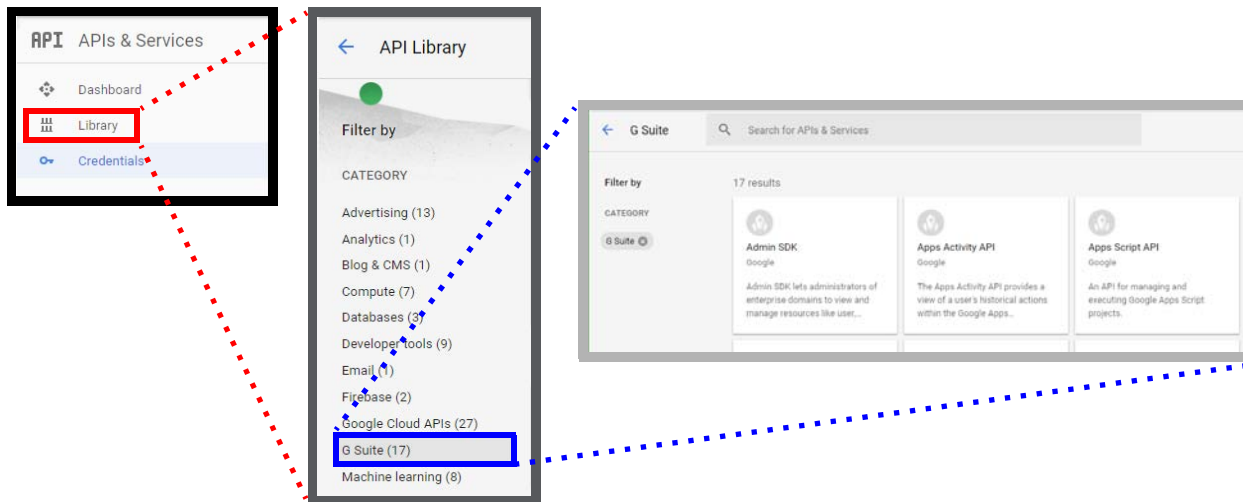 API APIs & Services
Dashboard
Library
Credentials
API Library
Filter by
CATEGORY
Advertising (13)
Analytics (1)
Blog & CMS (1)
Compute (7)
Databases (3)
Developer tools (9)
Email (1)
Firebase (2)
Google Cloud APIs (27)
G Suite (17)
Machine learning (8)
G Suite
Search for APIs & Services
Filter by
CATEGORY
G Suite
17 results
Admin SDK
Google
Admin SDK lets administrators of
enterprise domains to view and
manage resources like user,...
Apps Activity API
Google
The Apps Activity API provides a
view of a user's historical actions
within the Google Apps...
Apps Script API
Google
An API for managing and
executing Google Apps Script
projects.